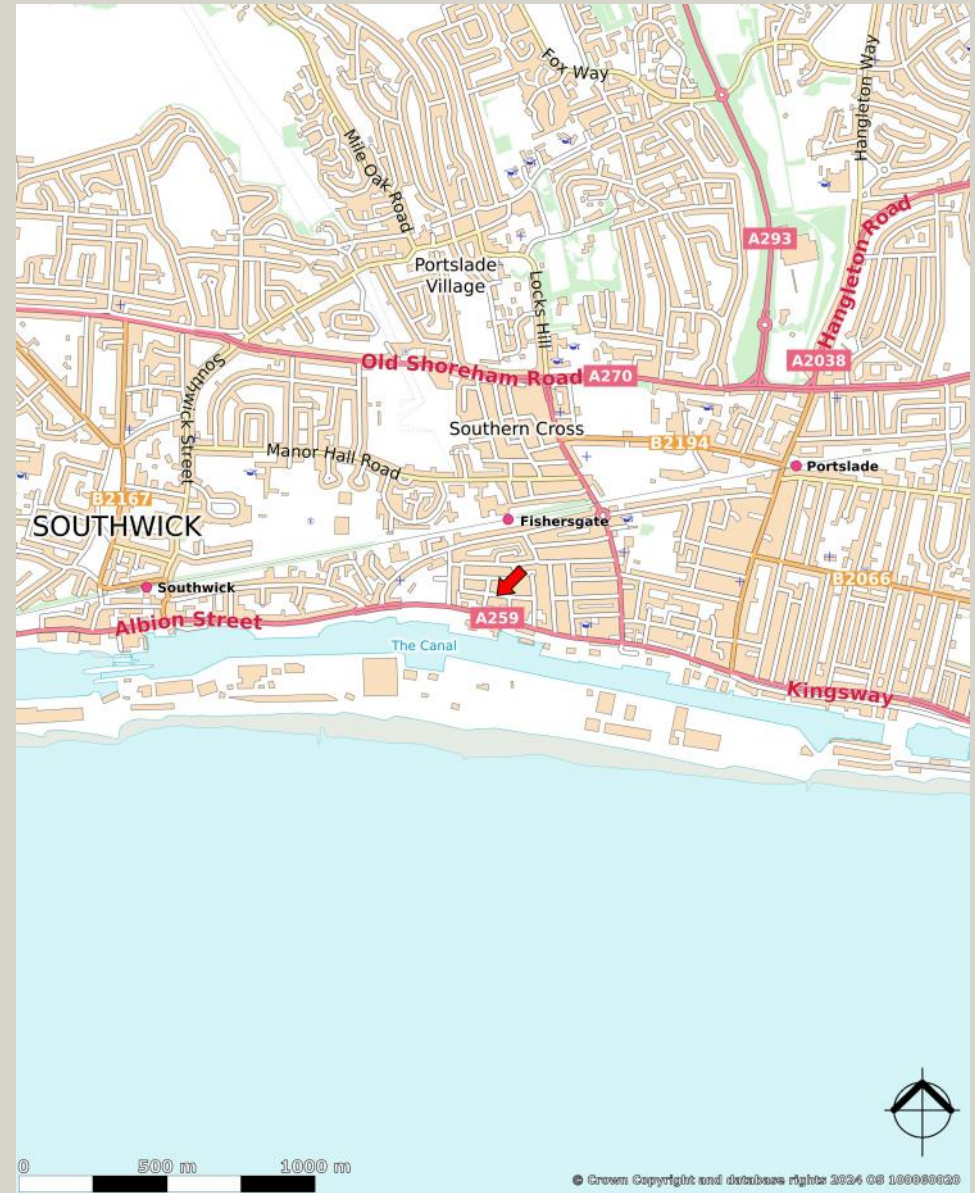 Fox Way
Hangleton Way
Mile Oak Road
Hangleton Road
A293
Portslade
Village
Locks Hill
A2038
Old Shoreham Road
A270
Southwick Street
Southern Cross
B2194
Manor Hall Road
Portslade
B2167
SOUTHWICK
Fishersgate
B2066
Southwick
A259
Albion Street
The Canal
Kingsway
0 500 m 1000 m
© Crown Copyright and database rights 2024 OS 100060020